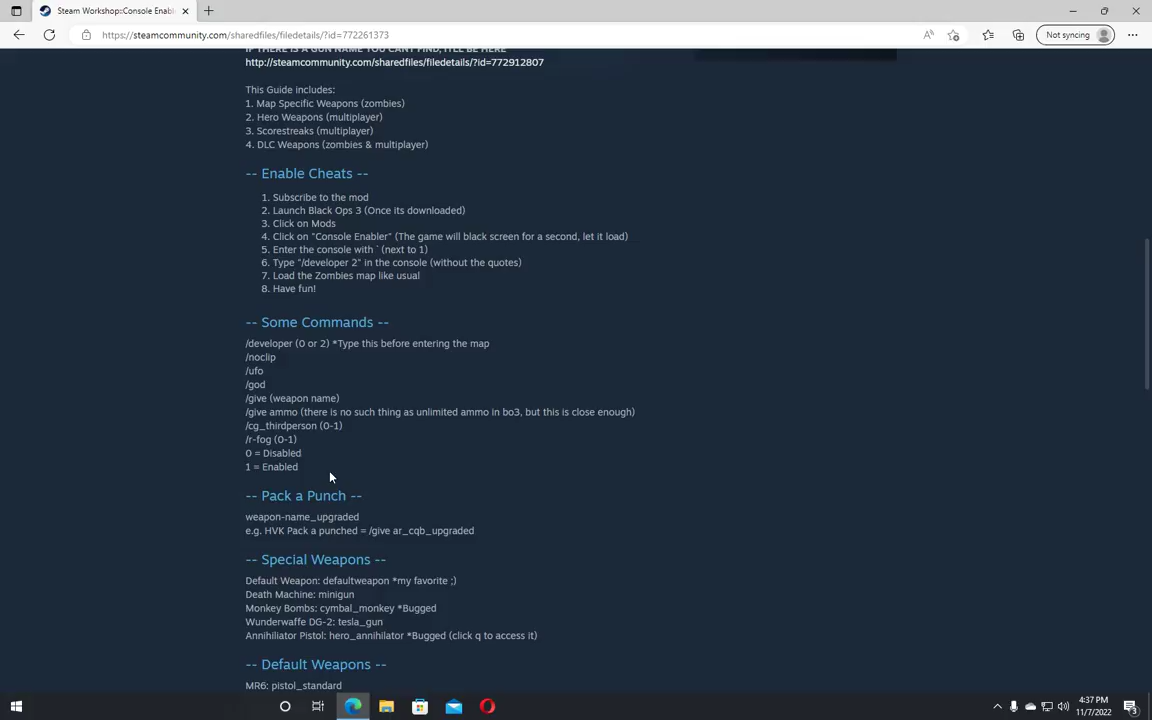 Steam Workshop::Console Enabl
https://steamcommunity.com/sharedfiles/filedetails/?id=772261373
Not syncing
IF THERE IS A GUN NAME YOU CANT FIND, ITLL BE HERE
http://steamcommunity.com/sharedfiles/filedetails/?id=772912807
This Guide includes:
1. Map Specific Weapons (zombies)
2. Hero Weapons (multiplayer)
3. Scorestreaks (multiplayer)
4. DLC Weapons (zombies & multiplayer)
-- Enable Cheats --
1. Subscribe to the mod
2. Launch Black Ops 3 (Once its downloaded)
3. Click on Mods
4. Click on "Console Enabler" (The game will black screen for a second, let it load)
5. Enter the console with ` (next to 1)
6. Type "/developer 2" in the console (without the quotes)
7. Load the Zombies map like usual
8. Have fun!
-- Some Commands --
/developer (0 or 2) *Type this before entering the map
/noclip
/ufo
/god
/give (weapon name)
/give ammo (there is no such thing as unlimited ammo in bo3, but this is close enough)
/cg_thirdperson (0-1)
/r-fog (0-1)
0 = Disabled
1 = Enabled
-- Pack a Punch --
weapon-name_upgraded
e.g. HVK Pack a punched = /give ar_cqb_upgraded
-- Special Weapons --
Default Weapon: defaultweapon *my favorite ;)
Death Machine: minigun
Monkey Bombs: cymbal_monkey *Bugged
Wunderwaffe DG-2: tesla_gun
Annihiliator Pistol: hero_annihilator *Bugged (click q to access it)
-- Default Weapons --
MR6: pistol_standard
4:37 PM
11/7/2022
3